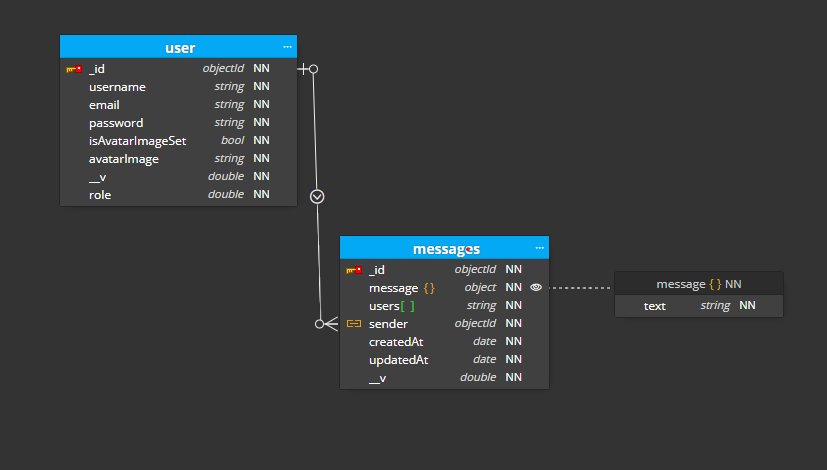 user ...
_id objectId NN
username string NN
email string NN
password string NN
isAvatarImageSet bool NN
avatarImage string NN
__v double NN
role double NN
messages ...
_id objectId NN
message {} object NN
users[ ] string NN
sender objectId NN
createdAt date NN
updatedAt date NN
__v double NN
message {} NN
text string NN